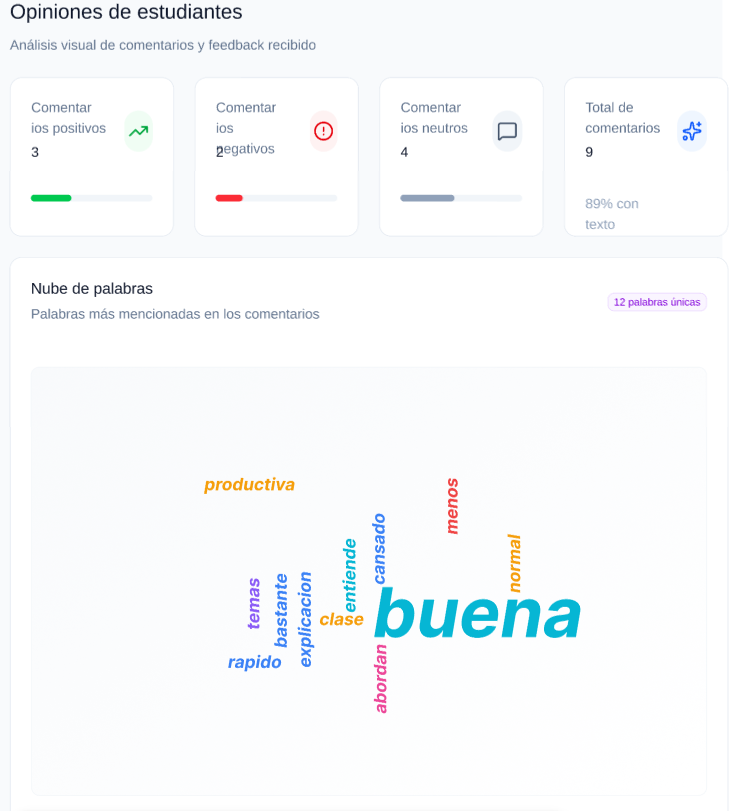 Opiniones de estudiantes
Análisis visual de comentarios y feedback recibido
Comentar
ios positivos
3
Comentar
ios
negativos
2
Comentar
ios neutros
4
Total de
comentarios
9
89% con
texto
Nube de palabras
Palabras más mencionadas en los comentarios
12 palabras únicas
productiva
menos
cansado
normal
entiende
temas
bastante
explicacion
clase
buena
rapido
abordan